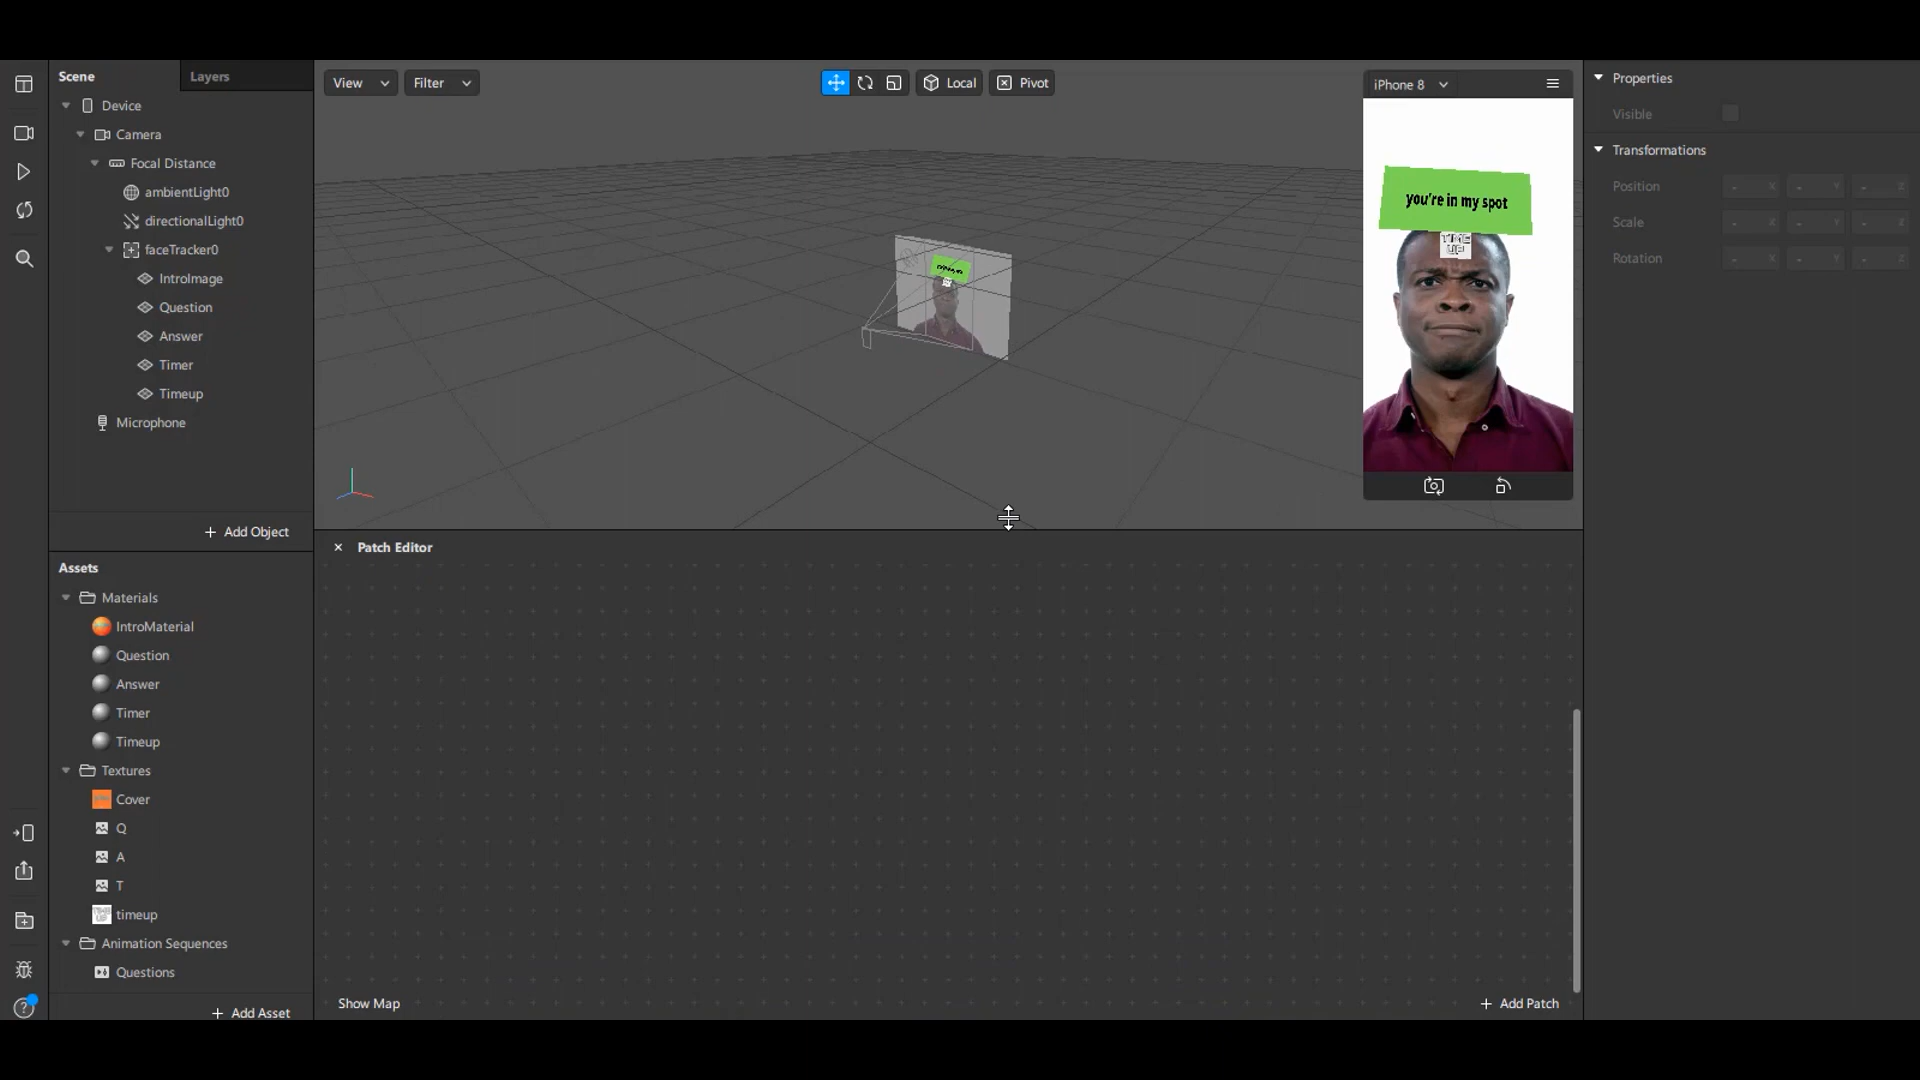 Scene
Layers
Device
Camera
Focal Distance
ambientLight0
directionalLight0
faceTracker0
IntroImage
Question
Answer
Timer
Timeup
Microphone
+ Add Object
Assets
Materials
IntroMaterial
Question
Answer
Timer
Timeup
Textures
Cover
Q
A
T
timeup
Animation Sequences
Questions
+ Add Asset
View
Filter
Local
Pivot
iPhone 8
you're in my spot
TIME
UP
Patch Editor
Show Map
+ Add Patch
Properties
Visible
Transformations
Position - X - Y - Z
Scale - X - Y - Z
Rotation - X - Y - Z